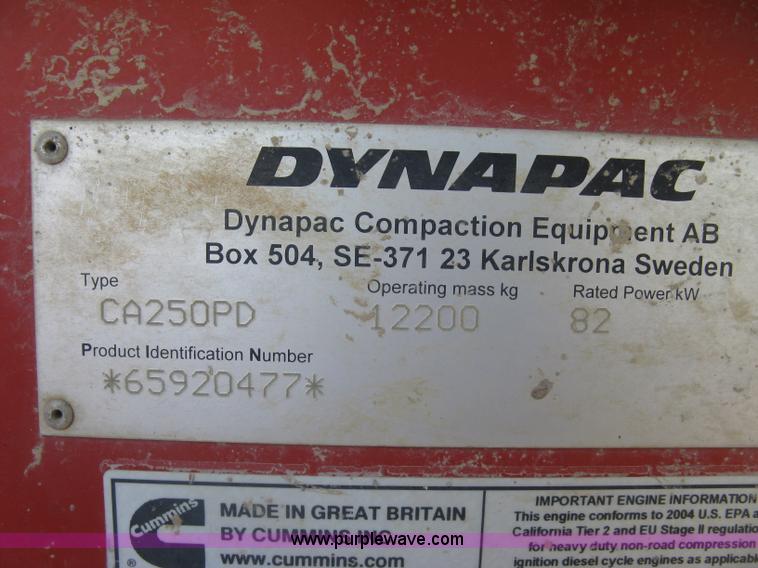 DYNAPAC
Dynapac Compaction Equipment AB
Box 504, SE-371 23 Karlskrona Sweden
Type Operating mass kg Rated Power kW
CA250PD 12200 82
Product Identification Number
*65920477*
Cummins
MADE IN GREAT BRITAIN
BY CUMMINS INC.
www.cummins.com
IMPORTANT ENGINE INFORMATION
This engine conforms to 2004 U.S. EPA
California Tier 2 and EU Stage II
for heavy duty non-road compression
ignition diesel cycle engines as
www.purplewave.com